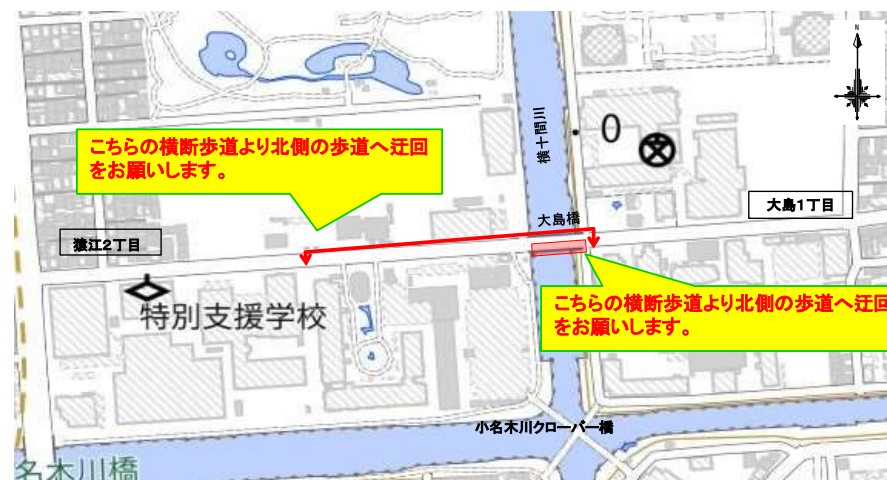 N
こちらの横断歩道より北側の歩道へ迂回
をお願いします。
横十間川
大島橋
大島1丁目
猿江2丁目
こちらの横断歩道より北側の歩道へ迂回
をお願いします。
特別支援学校
小名木川クローバー橋
名木川橋